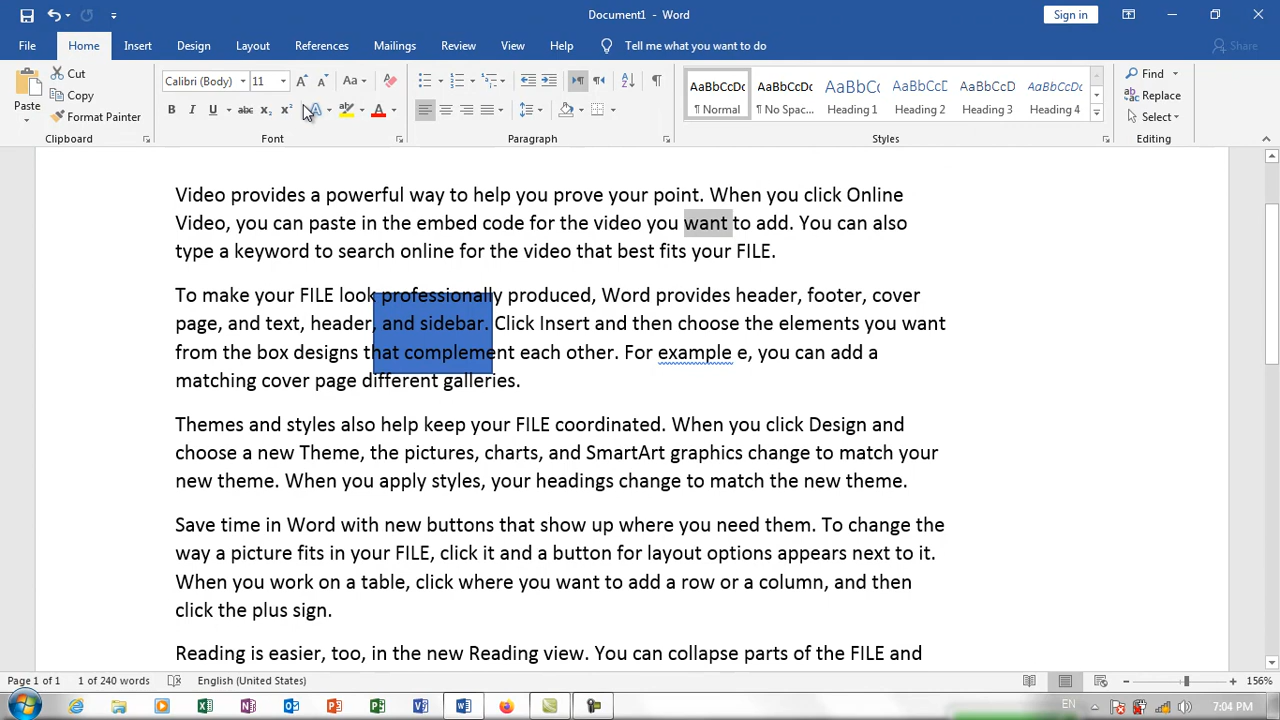 Document1 - Word
Sign in
File Home Insert Design Layout References Mailings Review View Help Tell me what you want to do Share
Paste Cut Copy Format Painter
Calibri (Body) 11 Aa
B I U abc x₂ x² A ab A
AaBbCcDc AaBbCcDc AaBbC AaBbCcD AaBbCcD AaBbCcD
¶ Normal ¶ No Spac... Heading 1 Heading 2 Heading 3 Heading 4
Find Replace Select
Clipboard Font Paragraph Styles Editing
Video provides a powerful way to help you prove your point. When you click Online
Video, you can paste in the embed code for the video you want to add. You can also
type a keyword to search online for the video that best fits your FILE.
To make your FILE look professionally produced, Word provides header, footer, cover
page, and text, header, and sidebar. Click Insert and then choose the elements you want
from the box designs that complement each other. For example e, you can add a
matching cover page different galleries.
Themes and styles also help keep your FILE coordinated. When you click Design and
choose a new Theme, the pictures, charts, and SmartArt graphics change to match your
new theme. When you apply styles, your headings change to match the new theme.
Save time in Word with new buttons that show up where you need them. To change the
way a picture fits in your FILE, click it and a button for layout options appears next to it.
When you work on a table, click where you want to add a row or a column, and then
click the plus sign.
Reading is easier, too, in the new Reading view. You can collapse parts of the FILE and
Page 1 of 1 1 of 240 words English (United States) 156%
EN 7:04 PM